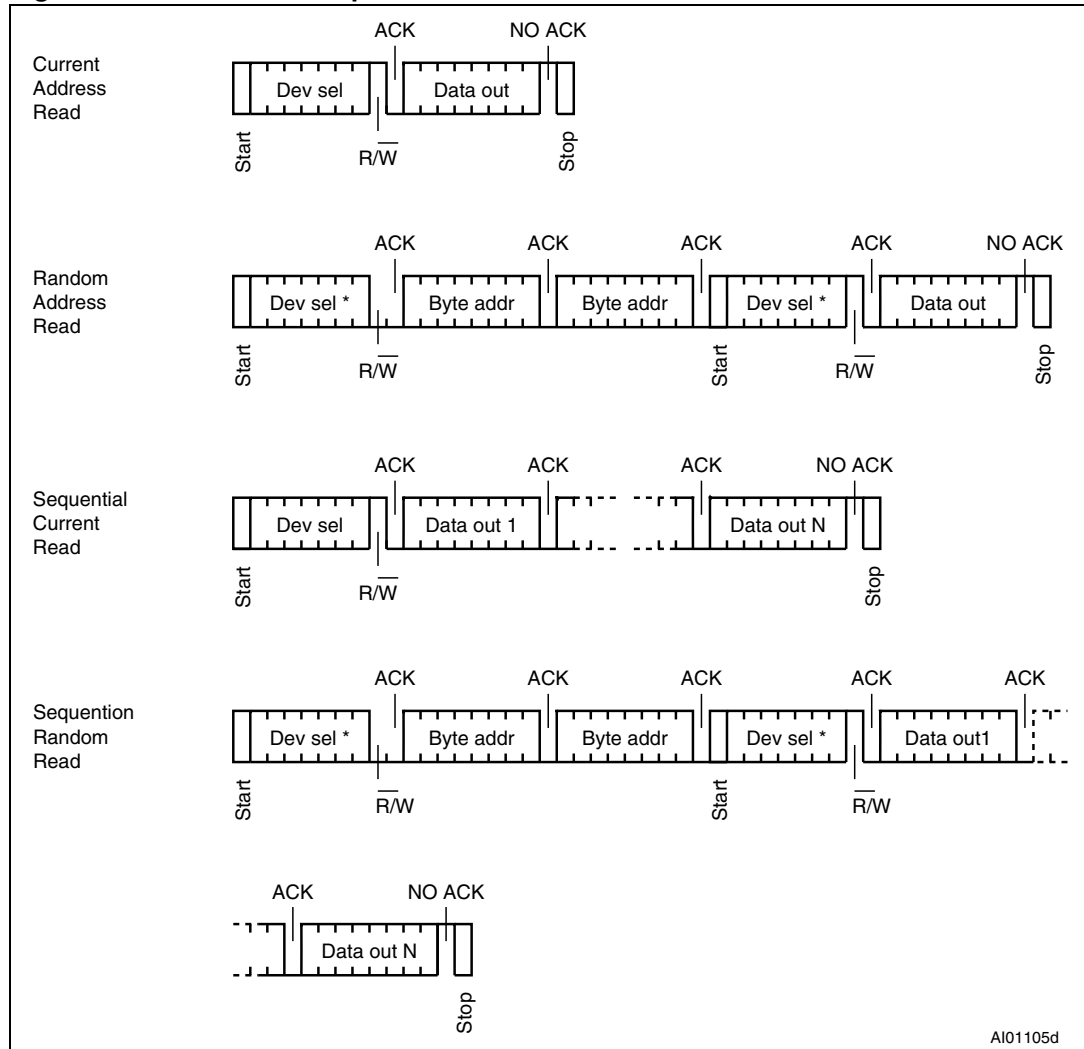 ACK NO ACK
Current
Address
Read
Dev sel Data out
Start R/W Stop
ACK ACK ACK ACK NO ACK
Random
Address
Read
Dev sel * Byte addr Byte addr Dev sel * Data out
Start R/W Start R/W Stop
ACK ACK ACK NO ACK
Sequential
Current
Read
Dev sel Data out 1 Data out N
Start R/W Stop
ACK ACK ACK ACK ACK
Sequention
Random
Read
Dev sel * Byte addr Byte addr Dev sel * Data out1
Start R/W Start R/W
ACK NO ACK
Data out N
Stop
AI01105d